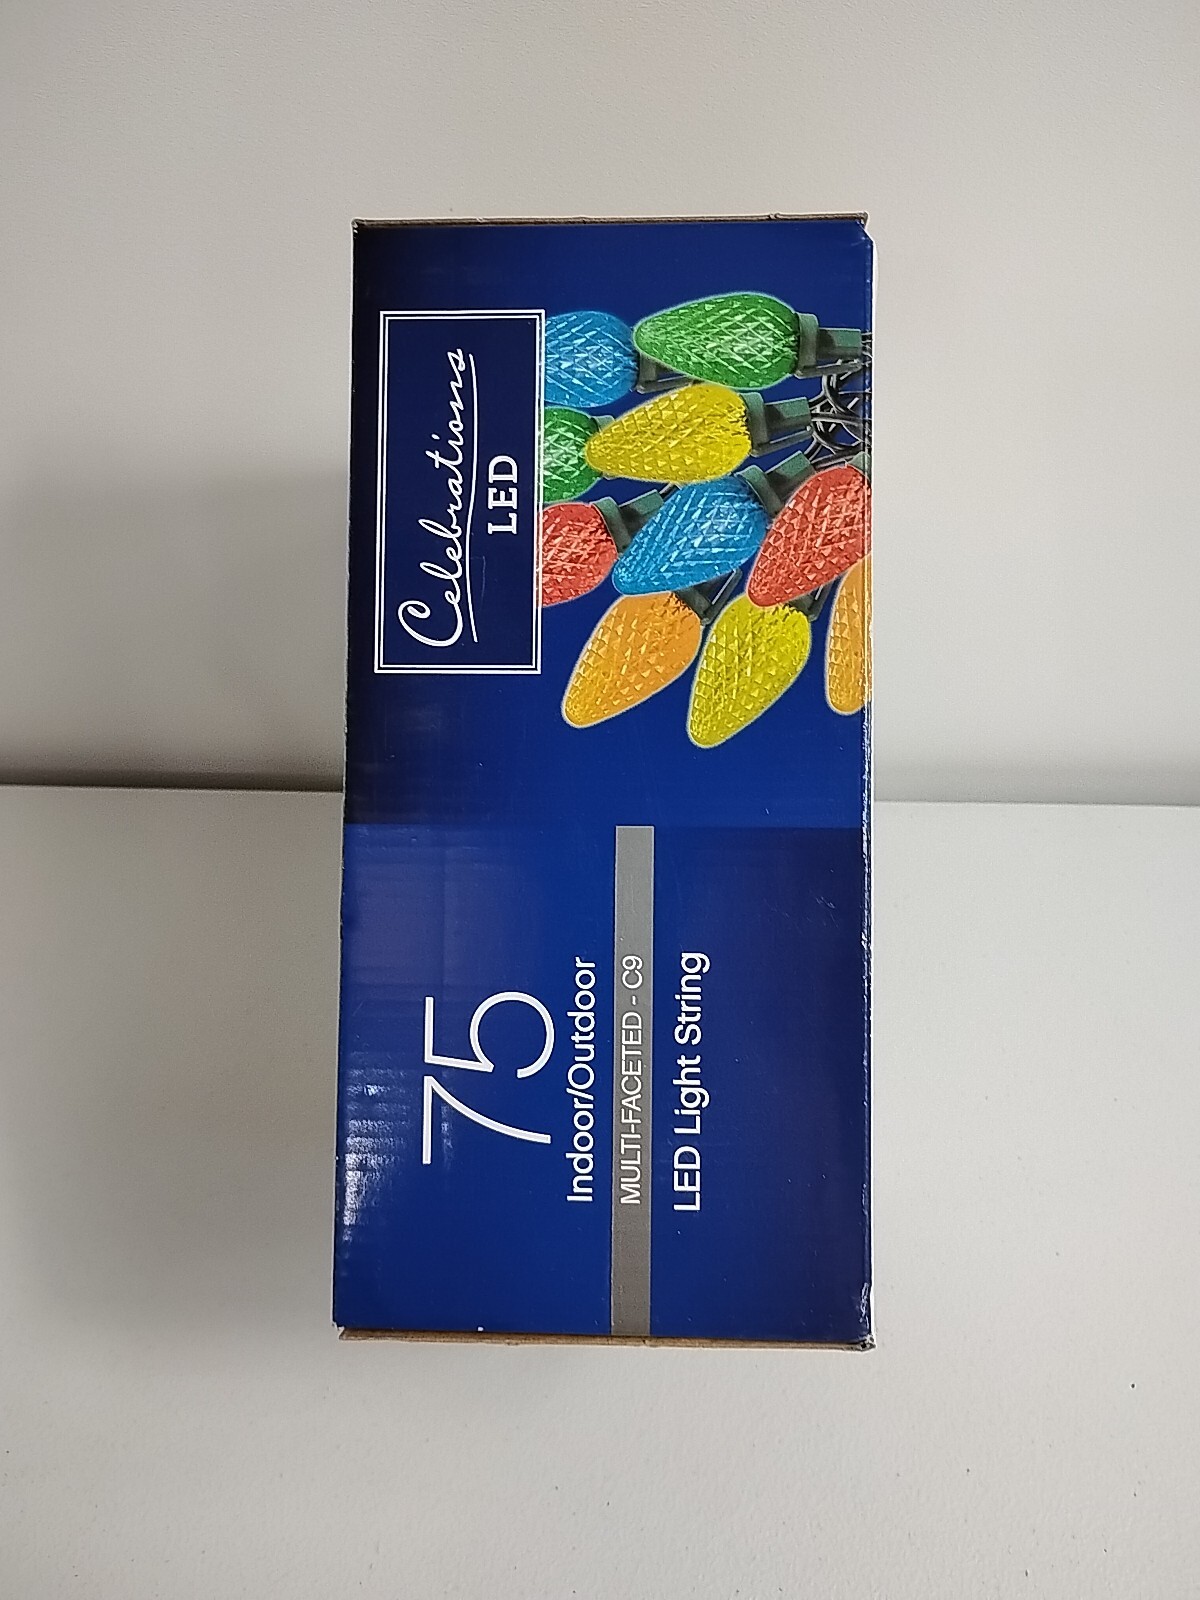 Celebrations
LED
75
Indoor/Outdoor
MULTI-FACETED - C9
LED Light String